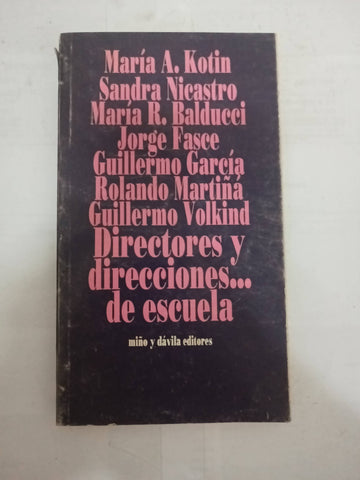 María A. Kotin
Sandra Nicastro
María R. Balducci
Jorge Fasce
Guillermo García
Rolando Martiñá
Guillermo Volkind
Directores y
direcciones...
de escuela
miño y dávila editores